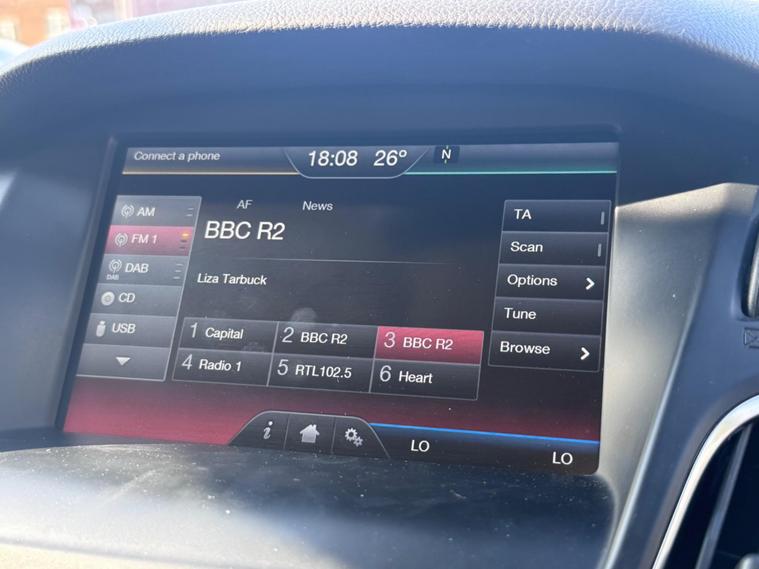 Connect a phone
18:08 26° N
AF News
BBC R2
Liza Tarbuck
AM
FM 1
DAB
DAB
CD
USB
1 Capital 2 BBC R2 3 BBC R2
4 Radio 1 5 RTL102.5 6 Heart
TA
Scan
Options
Tune
Browse
i
LO LO